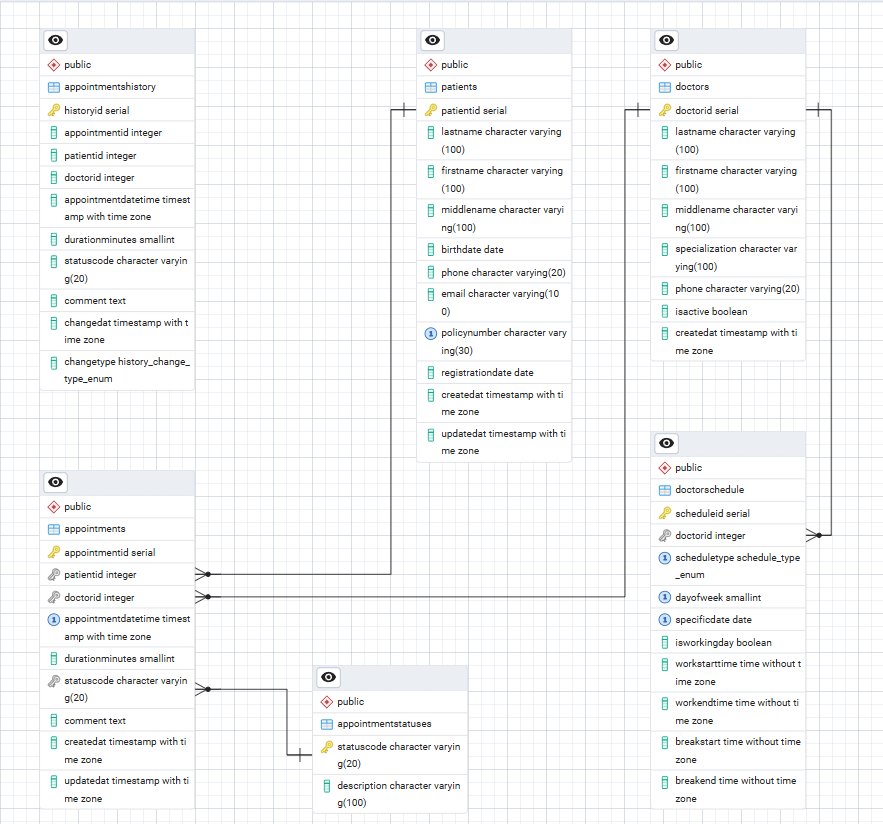 public
appointmentshistory
historyid serial
appointmentid integer
patientid integer
doctorid integer
appointmentdatetime timest
amp with time zone
durationminutes smallint
statuscode character varyin
g(20)
comment text
changedat timestamp with t
ime zone
changetype history_change_
type_enum
public
patients
patientid serial
lastname character varying
(100)
firstname character varying
(100)
middlename character varyi
ng(100)
birthdate date
phone character varying(20)
email character varying(10
0)
policynumber character vary
ing(30)
registrationdate date
createdat timestamp with ti
me zone
updatedat timestamp with ti
me zone
public
doctors
doctorid serial
lastname character varying
(100)
firstname character varying
(100)
middlename character varyi
ng(100)
specialization character var
ying(100)
phone character varying(20)
isactive boolean
createdat timestamp with ti
me zone
public
appointments
appointmentid serial
patientid integer
doctorid integer
appointmentdatetime timest
amp with time zone
durationminutes smallint
statuscode character varyin
g(20)
comment text
createdat timestamp with ti
me zone
updatedat timestamp with ti
me zone
public
appointmentstatuses
statuscode character varyin
g(20)
description character varyin
g(100)
public
doctorschedule
scheduleid serial
doctorid integer
scheduletype schedule_type
_enum
dayofweek smallint
specificdate date
isworkingday boolean
workstarttime time without t
ime zone
workendtime time without ti
me zone
breakstart time without time
zone
breakend time without time
zone